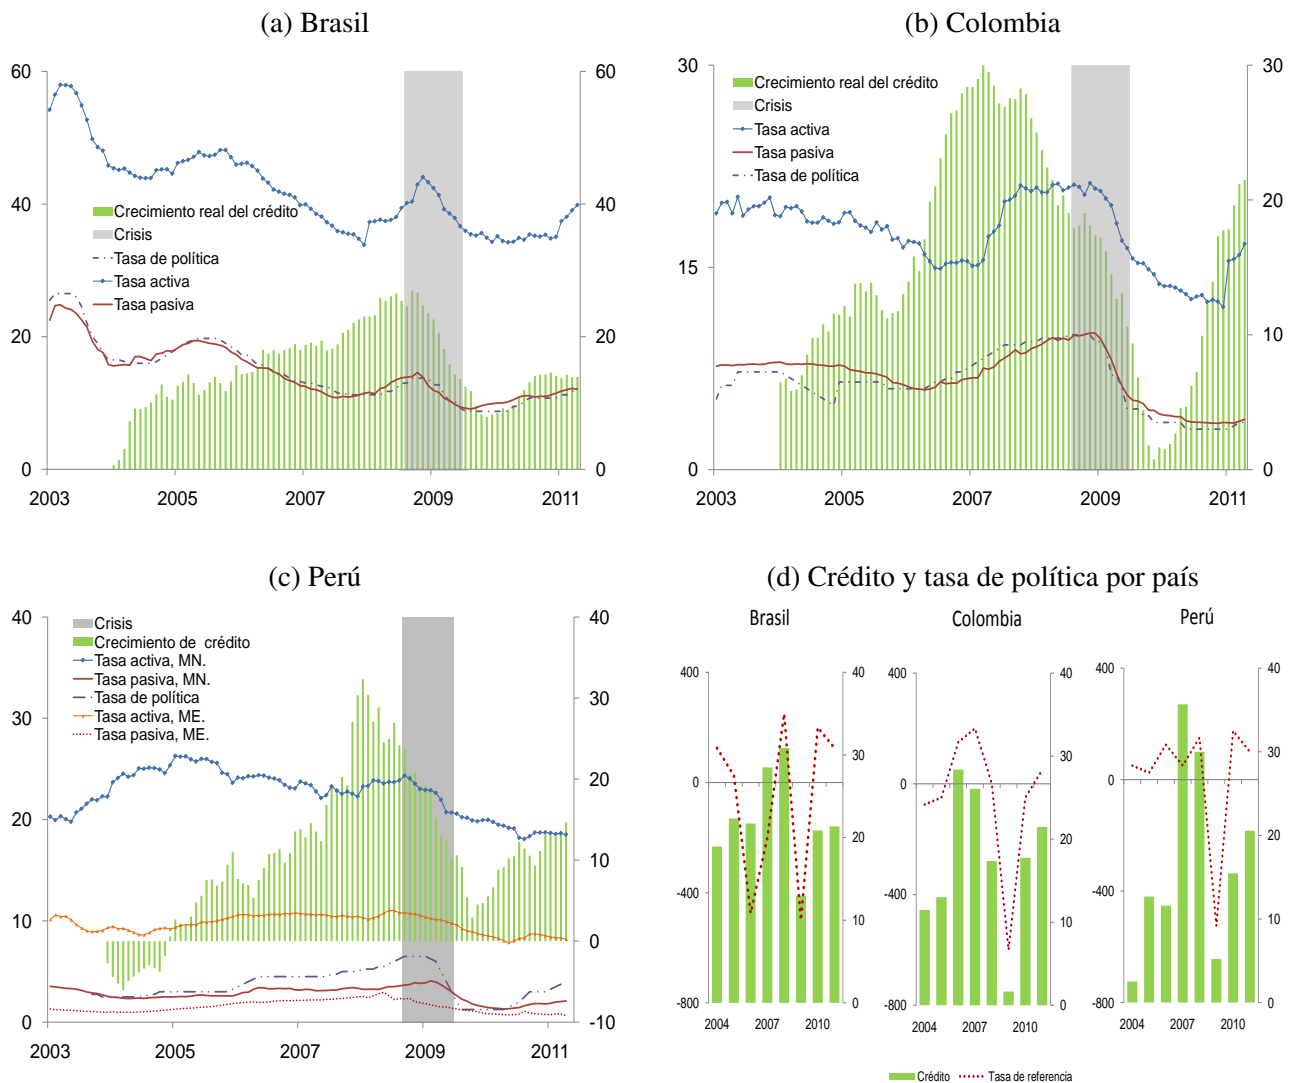 (a) Brasil
60
40
20
0
60
40
20
0
Crecimiento real del crédito
Crisis
Tasa de política
Tasa activa
Tasa pasiva
2003 2005 2007 2009 2011
(b) Colombia
30
15
0
30
20
10
0
Crecimiento real del crédito
Crisis
Tasa activa
Tasa pasiva
Tasa de política
2003 2005 2007 2009 2011
(c) Perú
40
30
20
10
0
40
30
20
10
0
-10
Crisis
Crecimiento de crédito
Tasa activa, MN.
Tasa pasiva, MN.
Tasa de política
Tasa activa, ME.
Tasa pasiva, ME.
2003 2005 2007 2009 2011
(d) Crédito y tasa de política por país
Brasil
400
0
-400
-800
40
30
20
10
0
2004 2007 2010
Colombia
400
0
-400
-800
40
30
20
10
0
2004 2007 2010
Perú
400
0
-400
-800
40
30
20
10
0
2004 2007 2010
Crédito Tasa de referencia